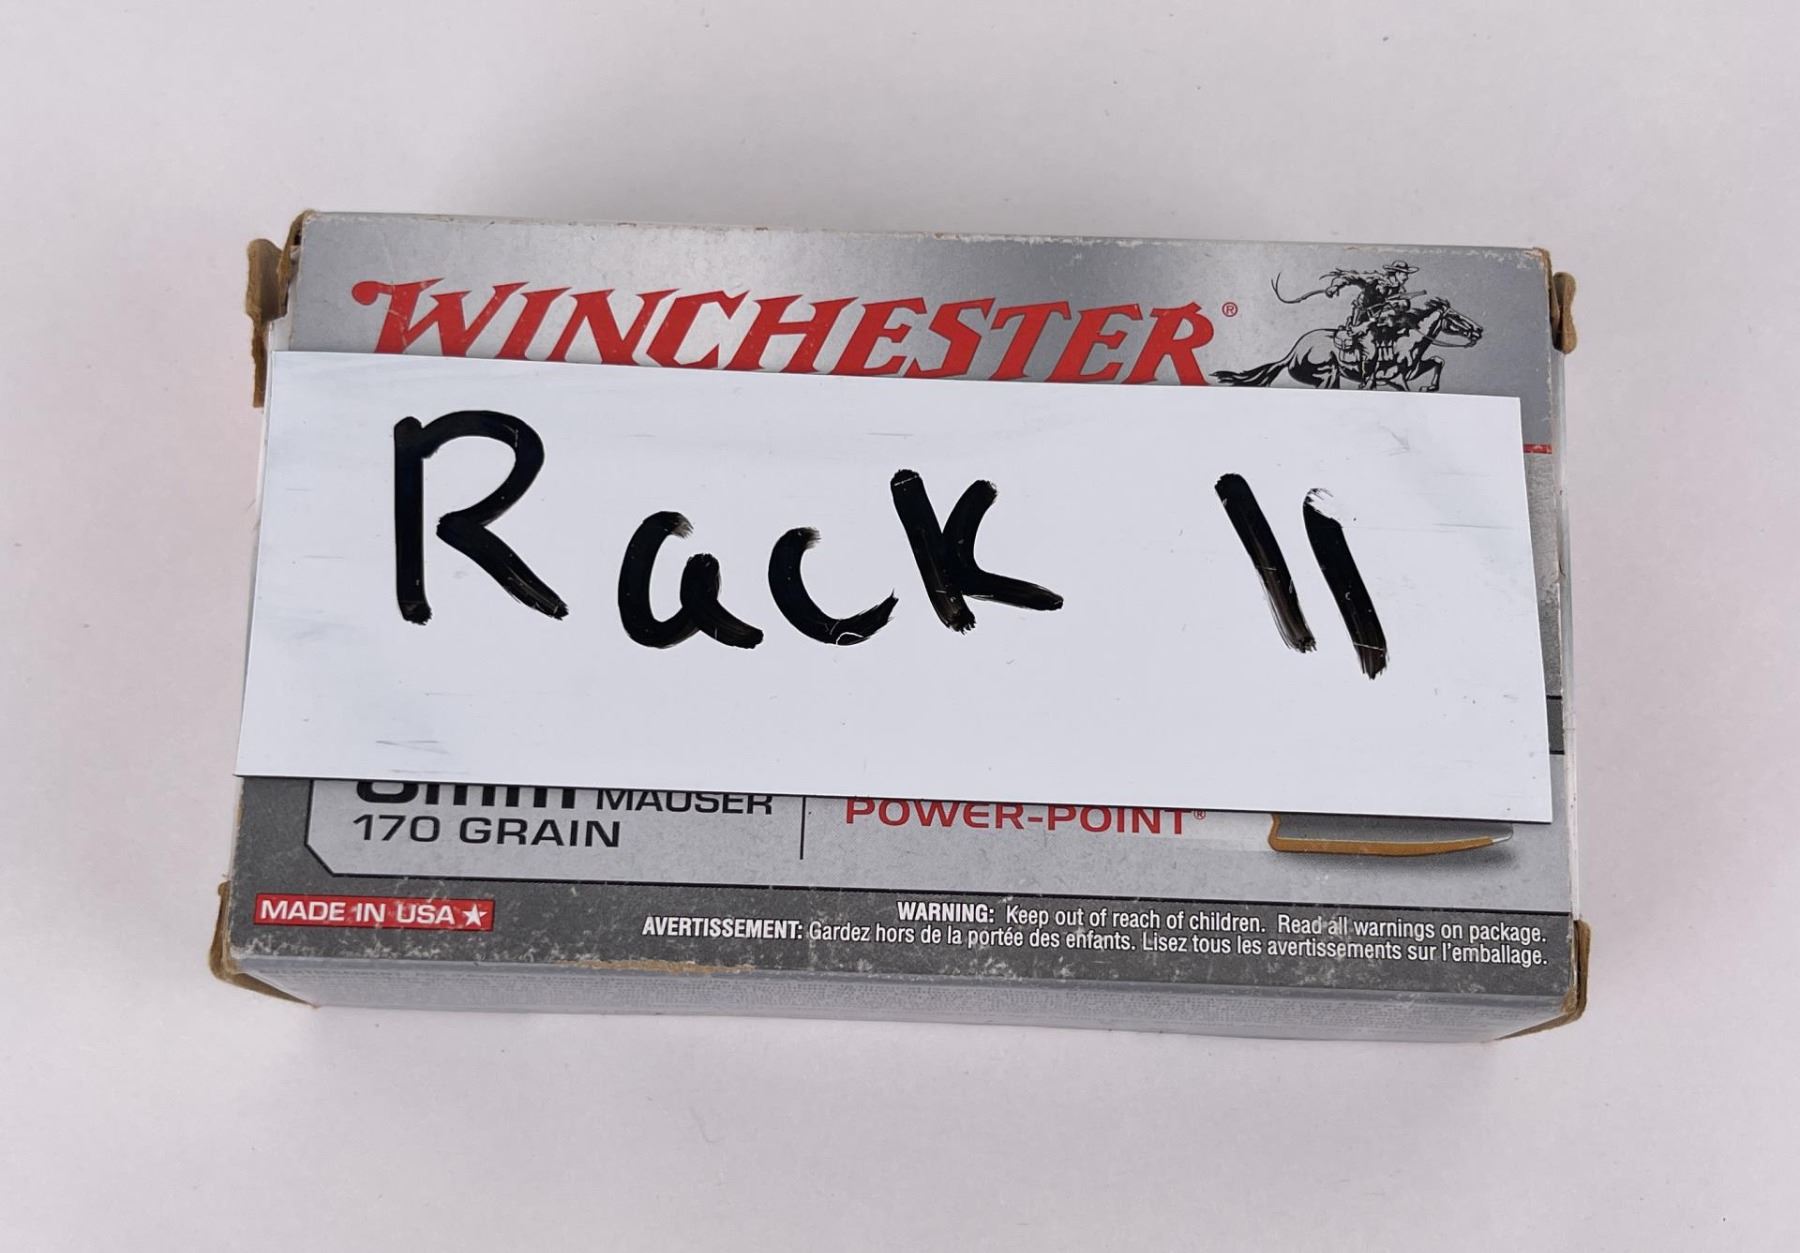 WINCHESTER®
Rack 11
8mm MAUSER
170 GRAIN
POWER-POINT®
MADE IN USA
WARNING: Keep out of reach of children. Read all warnings on package.
AVERTISSEMENT: Gardez hors de la portée des enfants. Lisez tous les avertissements sur l'emballage.